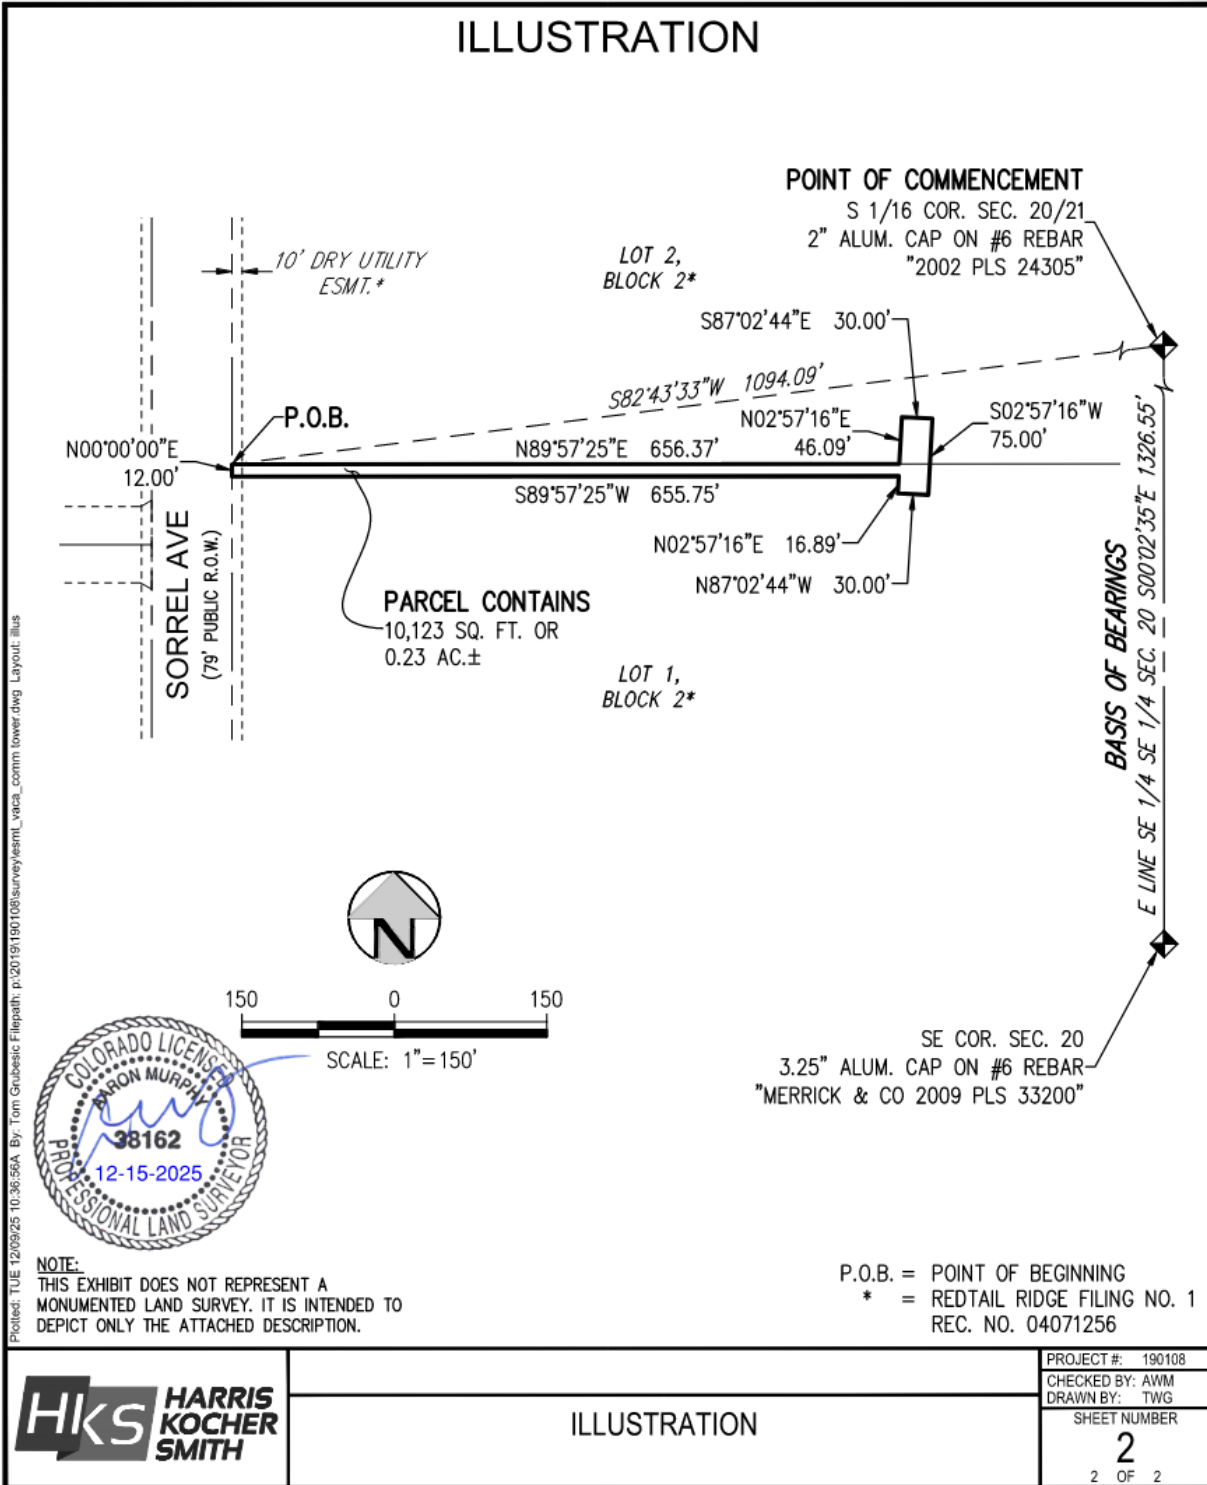 ILLUSTRATION
POINT OF COMMENCEMENT
S 1/16 COR. SEC. 20/21
2" ALUM. CAP ON #6 REBAR
"2002 PLS 24305"
10' DRY UTILITY
ESMT.*
LOT 2,
BLOCK 2*
S87°02'44"E 30.00'
S82°43'33"W 1094.09'
P.O.B.
N02°57'16"E
46.09'
S02°57'16"W
75.00'
N00°00'00"E
12.00'
N89°57'25"E 656.37'
S89°57'25"W 655.75'
N02°57'16"E 16.89'
N87°02'44"W 30.00'
SORREL AVE
(79' PUBLIC R.O.W.)
PARCEL CONTAINS
10,123 SQ. FT. OR
0.23 AC.±
LOT 1,
BLOCK 2*
BASIS OF BEARINGS
E LINE SE 1/4 SE 1/4 SEC. 20 S00°02'35"E 1326.55'
N
150 0 150
SCALE: 1"=150'
SE COR. SEC. 20
3.25" ALUM. CAP ON #6 REBAR
"MERRICK & CO 2009 PLS 33200"
COLORADO LICENSED
AARON MURPHY
38162
12-15-2025
PROFESSIONAL LAND SURVEYOR
NOTE:
THIS EXHIBIT DOES NOT REPRESENT A
MONUMENTED LAND SURVEY. IT IS INTENDED TO
DEPICT ONLY THE ATTACHED DESCRIPTION.
P.O.B. = POINT OF BEGINNING
* = REDTAIL RIDGE FILING NO. 1
REC. NO. 04071256
Plotted: TUE 12/09/25 10:36:56A By: Tom Grubesic Filepath: p:\2019\190108\survey\esmt_vaca_comm tower.dwg Layout: illus
HKS HARRIS
KOCHER
SMITH
ILLUSTRATION
PROJECT #: 190108
CHECKED BY: AWM
DRAWN BY: TWG
SHEET NUMBER
2
2 OF 2